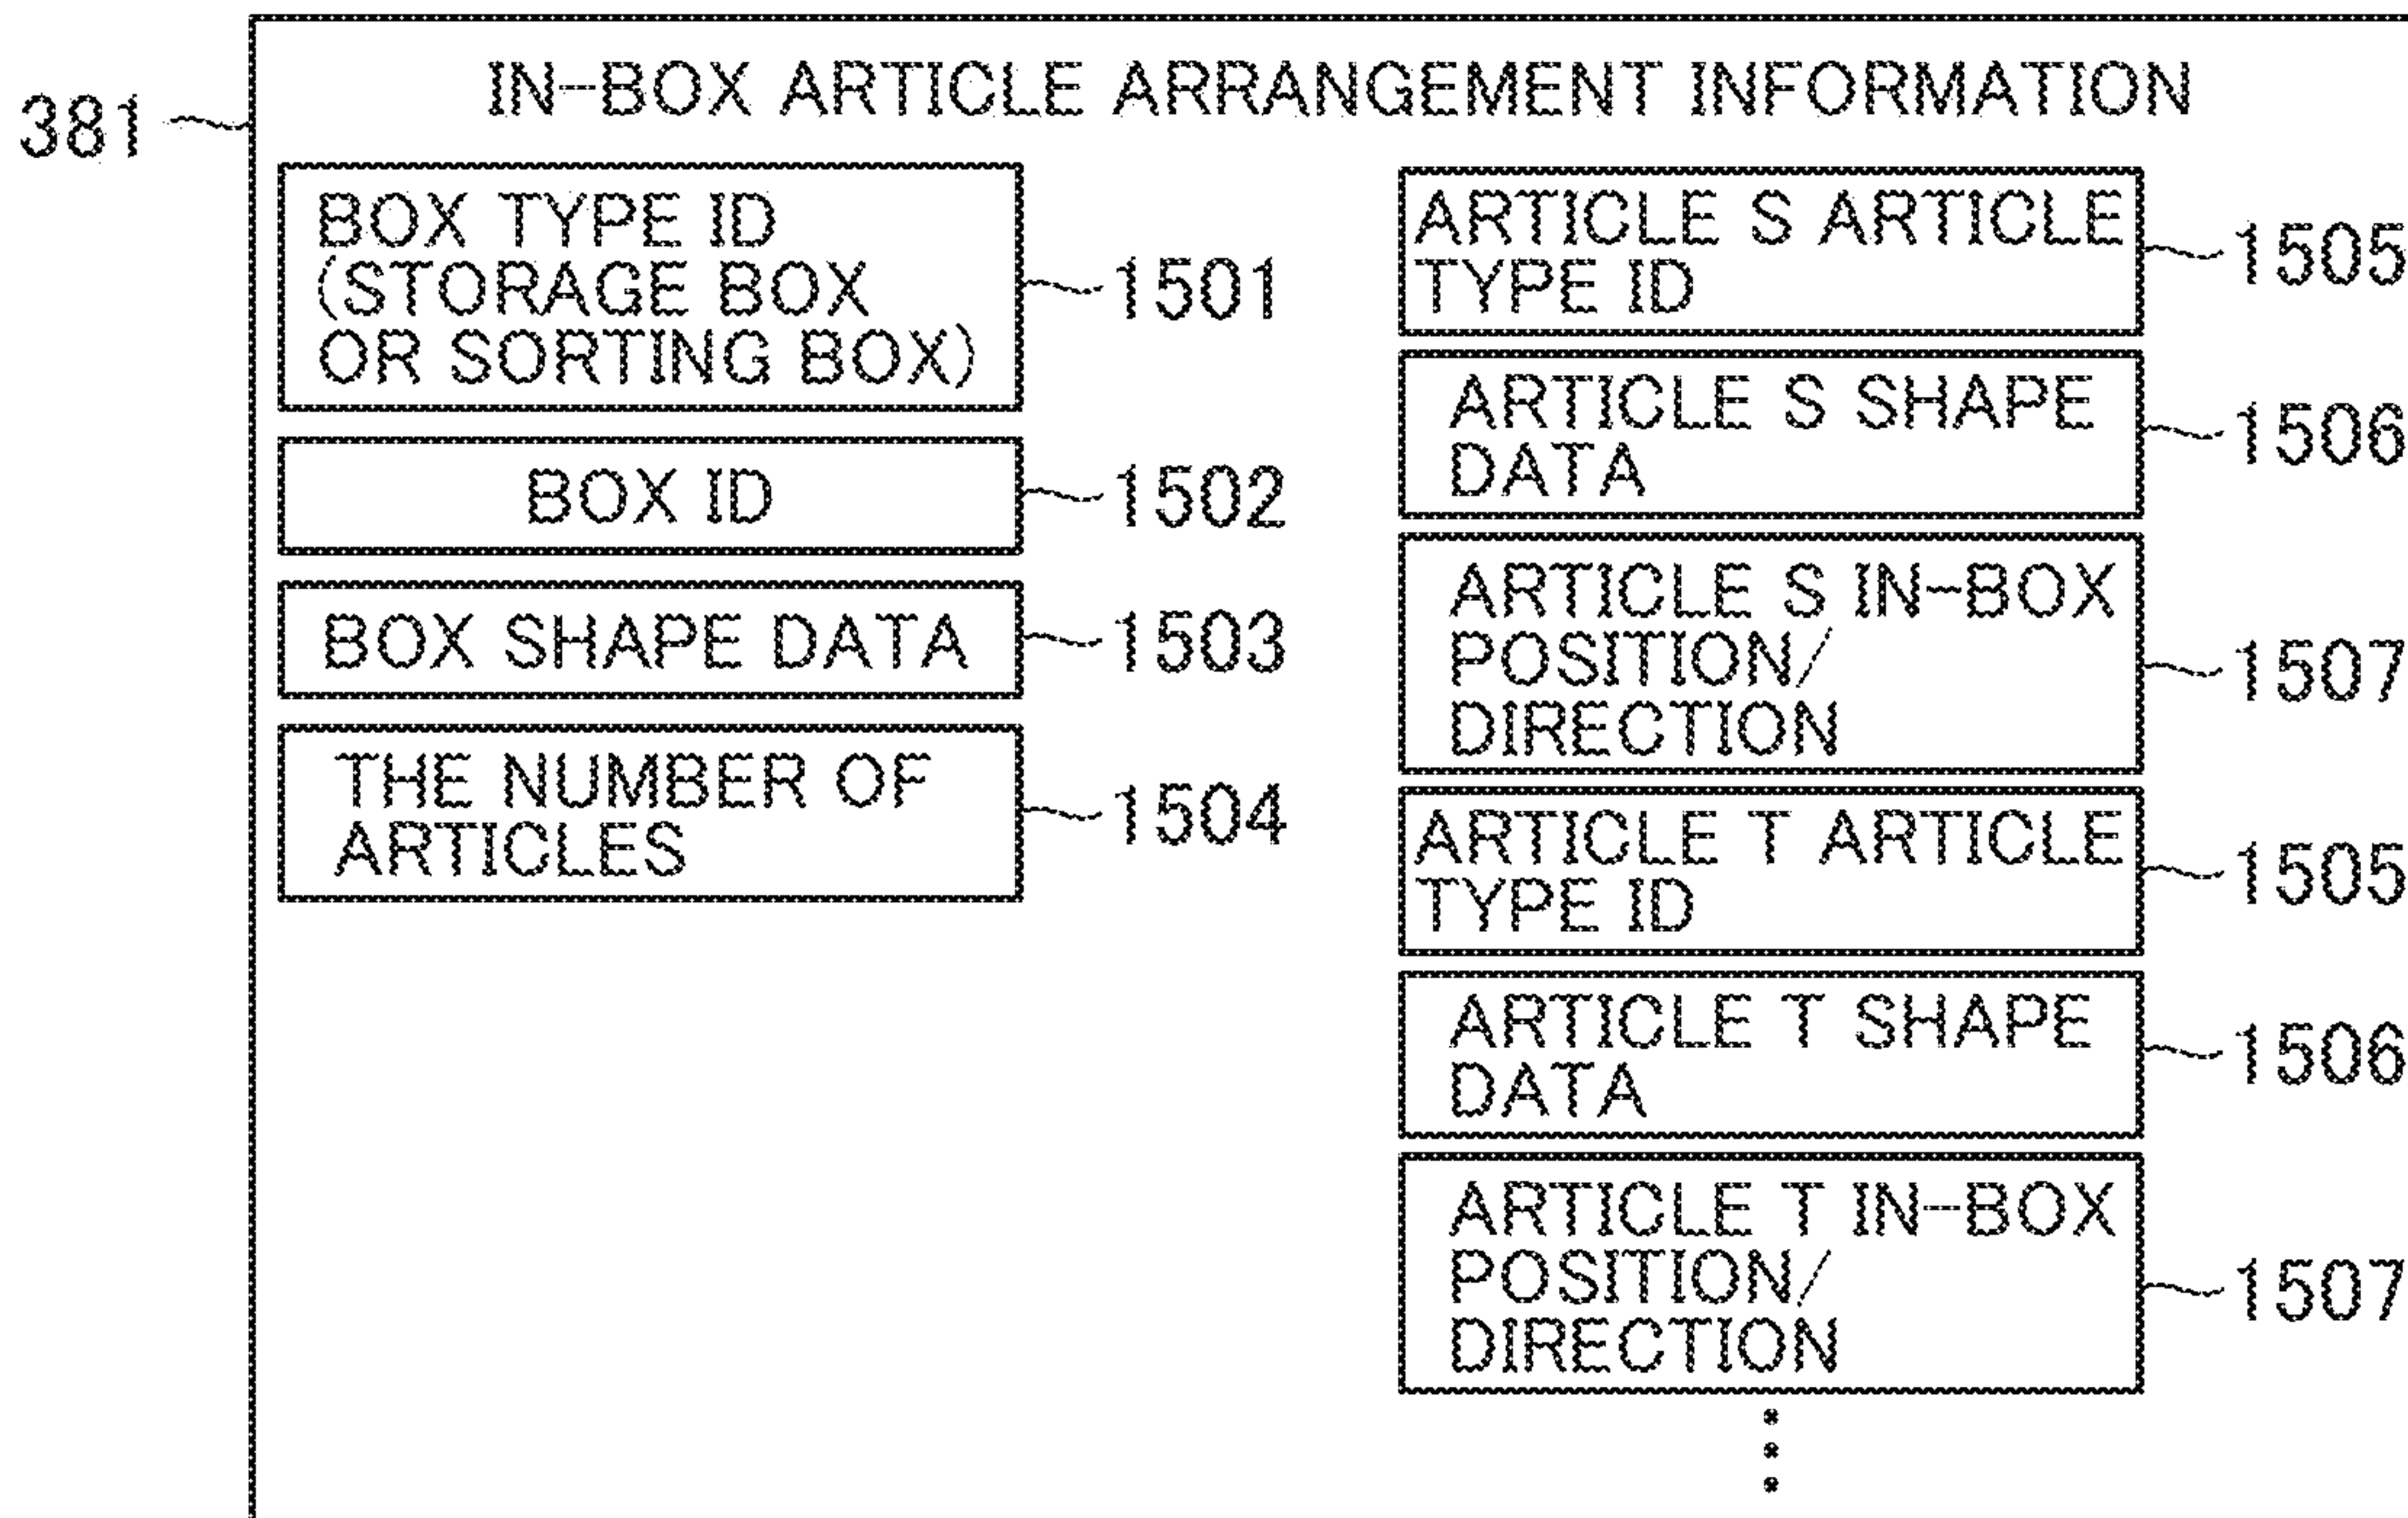 IN-BOX ARTICLE ARRANGEMENT INFORMATION
381
BOX TYPE ID
(STORAGE BOX
OR SORTING BOX)
1501
BOX ID
1502
BOX SHAPE DATA
1503
THE NUMBER OF
ARTICLES
1504
ARTICLE S ARTICLE
TYPE ID
1505
ARTICLE S SHAPE
DATA
1506
ARTICLE S IN-BOX
POSITION/
DIRECTION
1507
ARTICLE T ARTICLE
TYPE ID
1505
ARTICLE T SHAPE
DATA
1506
ARTICLE T IN-BOX
POSITION/
DIRECTION
1507